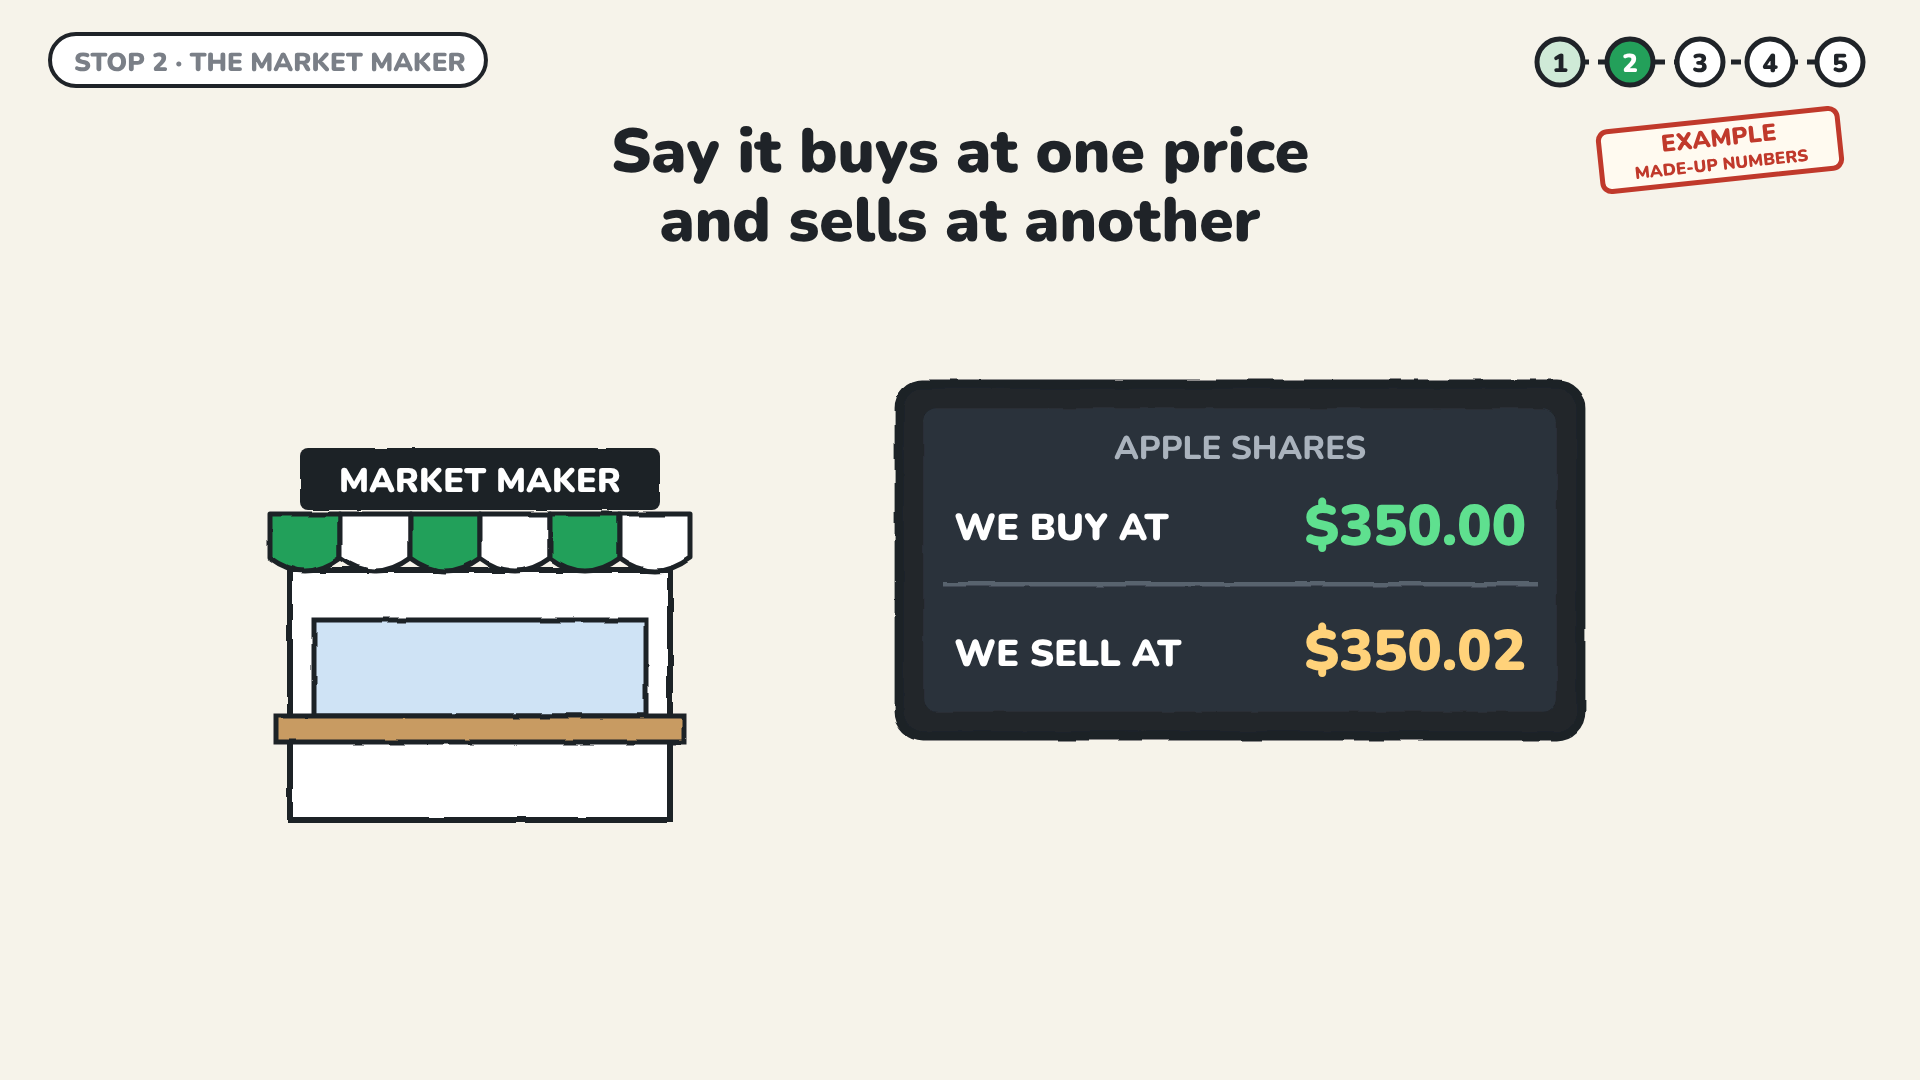 STOP 2 · THE MARKET MAKER
1 2 3 4 5
EXAMPLE
MADE-UP NUMBERS
Say it buys at one price
and sells at another
MARKET MAKER
APPLE SHARES
WE BUY AT $350.00
WE SELL AT $350.02